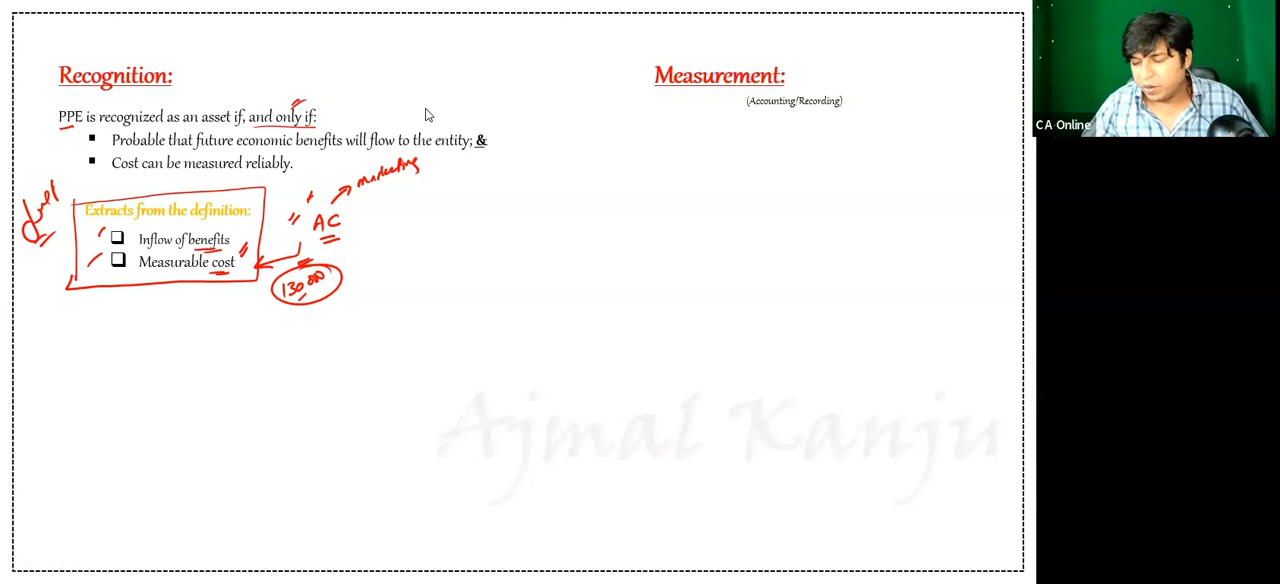 Recognition:
PPE is recognized as an asset if, and only if:
Probable that future economic benefits will flow to the entity; &
Cost can be measured reliably.
Extracts from the definition:
Inflow of benefits
Measurable cost
AC
marketing
130,000
Measurement:
(Accounting/Recording)
C A Online
Ajmal Kanju